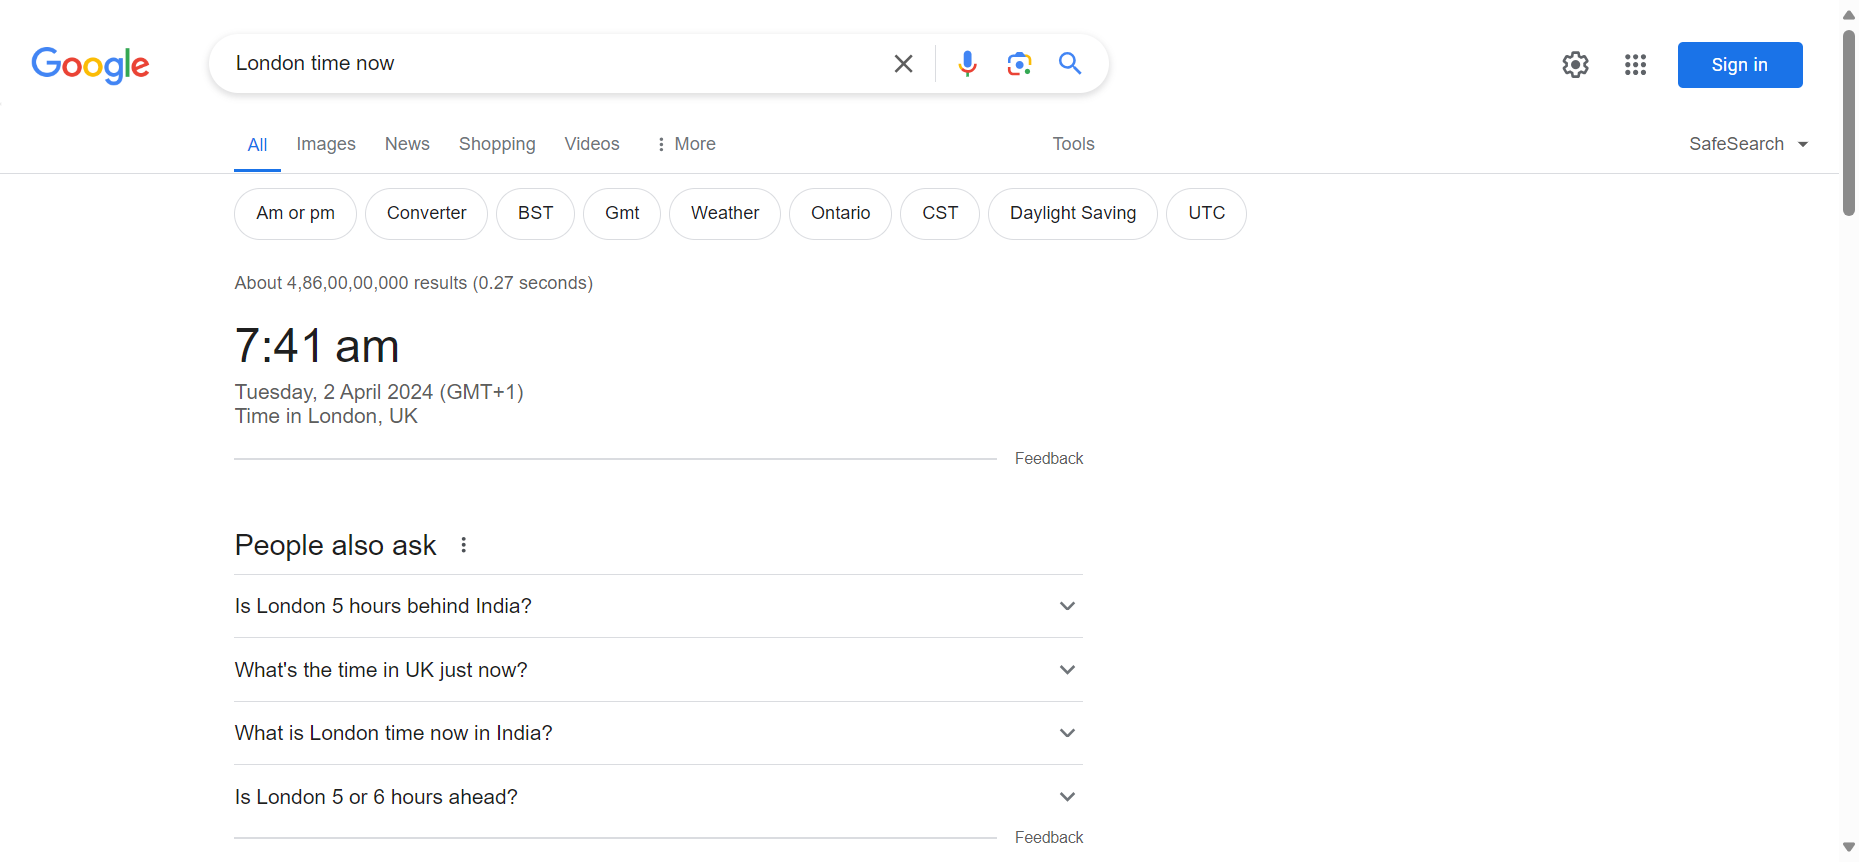 Google
London time now
Sign in
All Images News Shopping Videos More Tools SafeSearch
Am or pm Converter BST Gmt Weather Ontario CST Daylight Saving UTC
About 4,86,00,00,000 results (0.27 seconds)
7:41 am
Tuesday, 2 April 2024 (GMT+1)
Time in London, UK
Feedback
People also ask
Is London 5 hours behind India?
What's the time in UK just now?
What is London time now in India?
Is London 5 or 6 hours ahead?
Feedback